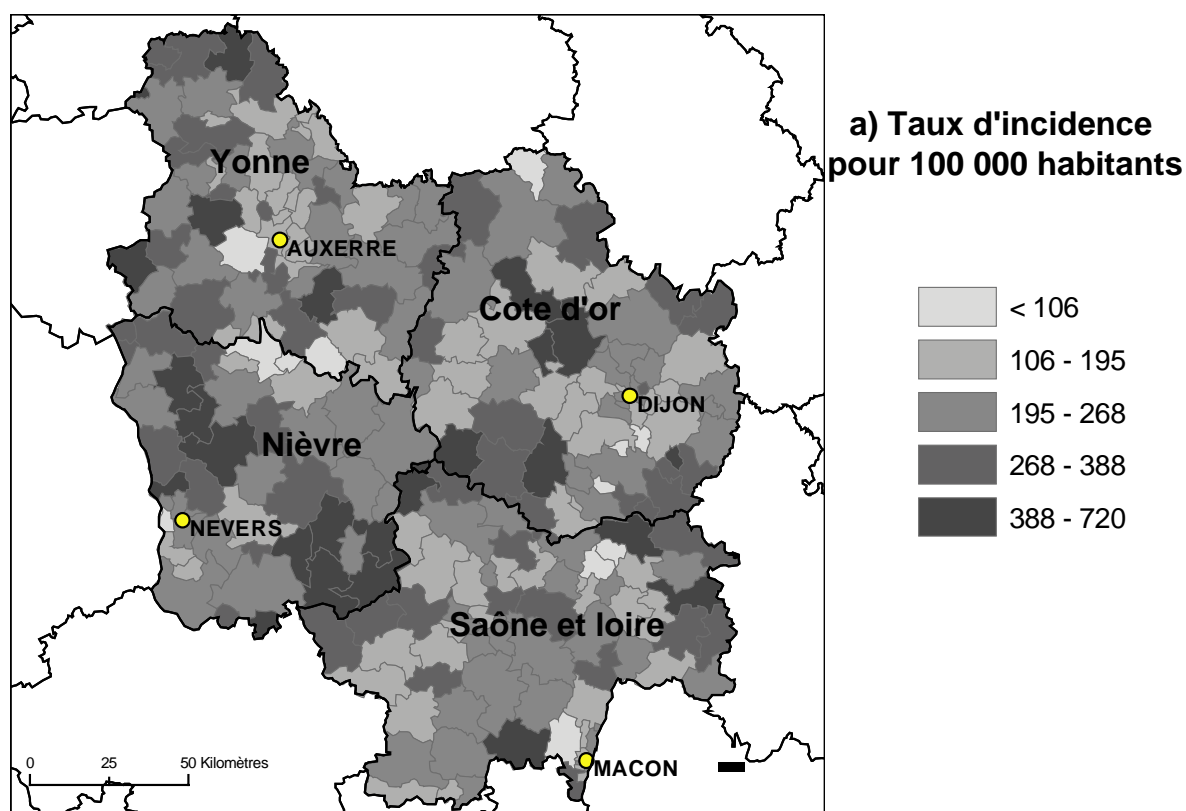 a) Taux d'incidence
pour 100 000 habitants
Yonne
AUXERRE
Cote d'or
DIJON
Nièvre
NEVERS
Saône et loire
MACON
< 106
106 - 195
195 - 268
268 - 388
388 - 720
0 25 50 Kilomètres